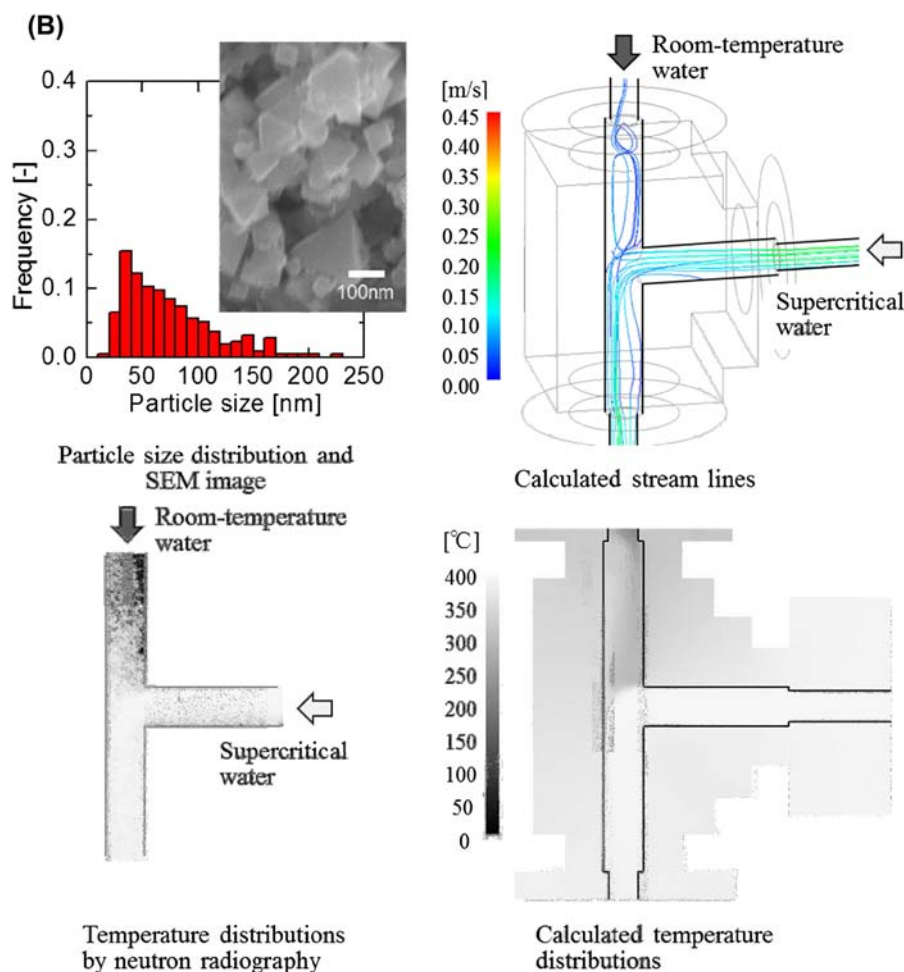 (B)
0.4
0.3
0.2
0.1
0.0
Frequency [-]
0 50 100 150 200 250
Particle size [nm]
100nm
Particle size distribution and
SEM image
Room-temperature
water
[m/s]
0.45
0.40
0.35
0.30
0.25
0.20
0.15
0.10
0.05
0.00
Supercritical
water
Calculated stream lines
Room-temperature
water
Supercritical
water
Temperature distributions
by neutron radiography
[℃]
400
350
300
250
200
150
100
50
0
Calculated temperature
distributions